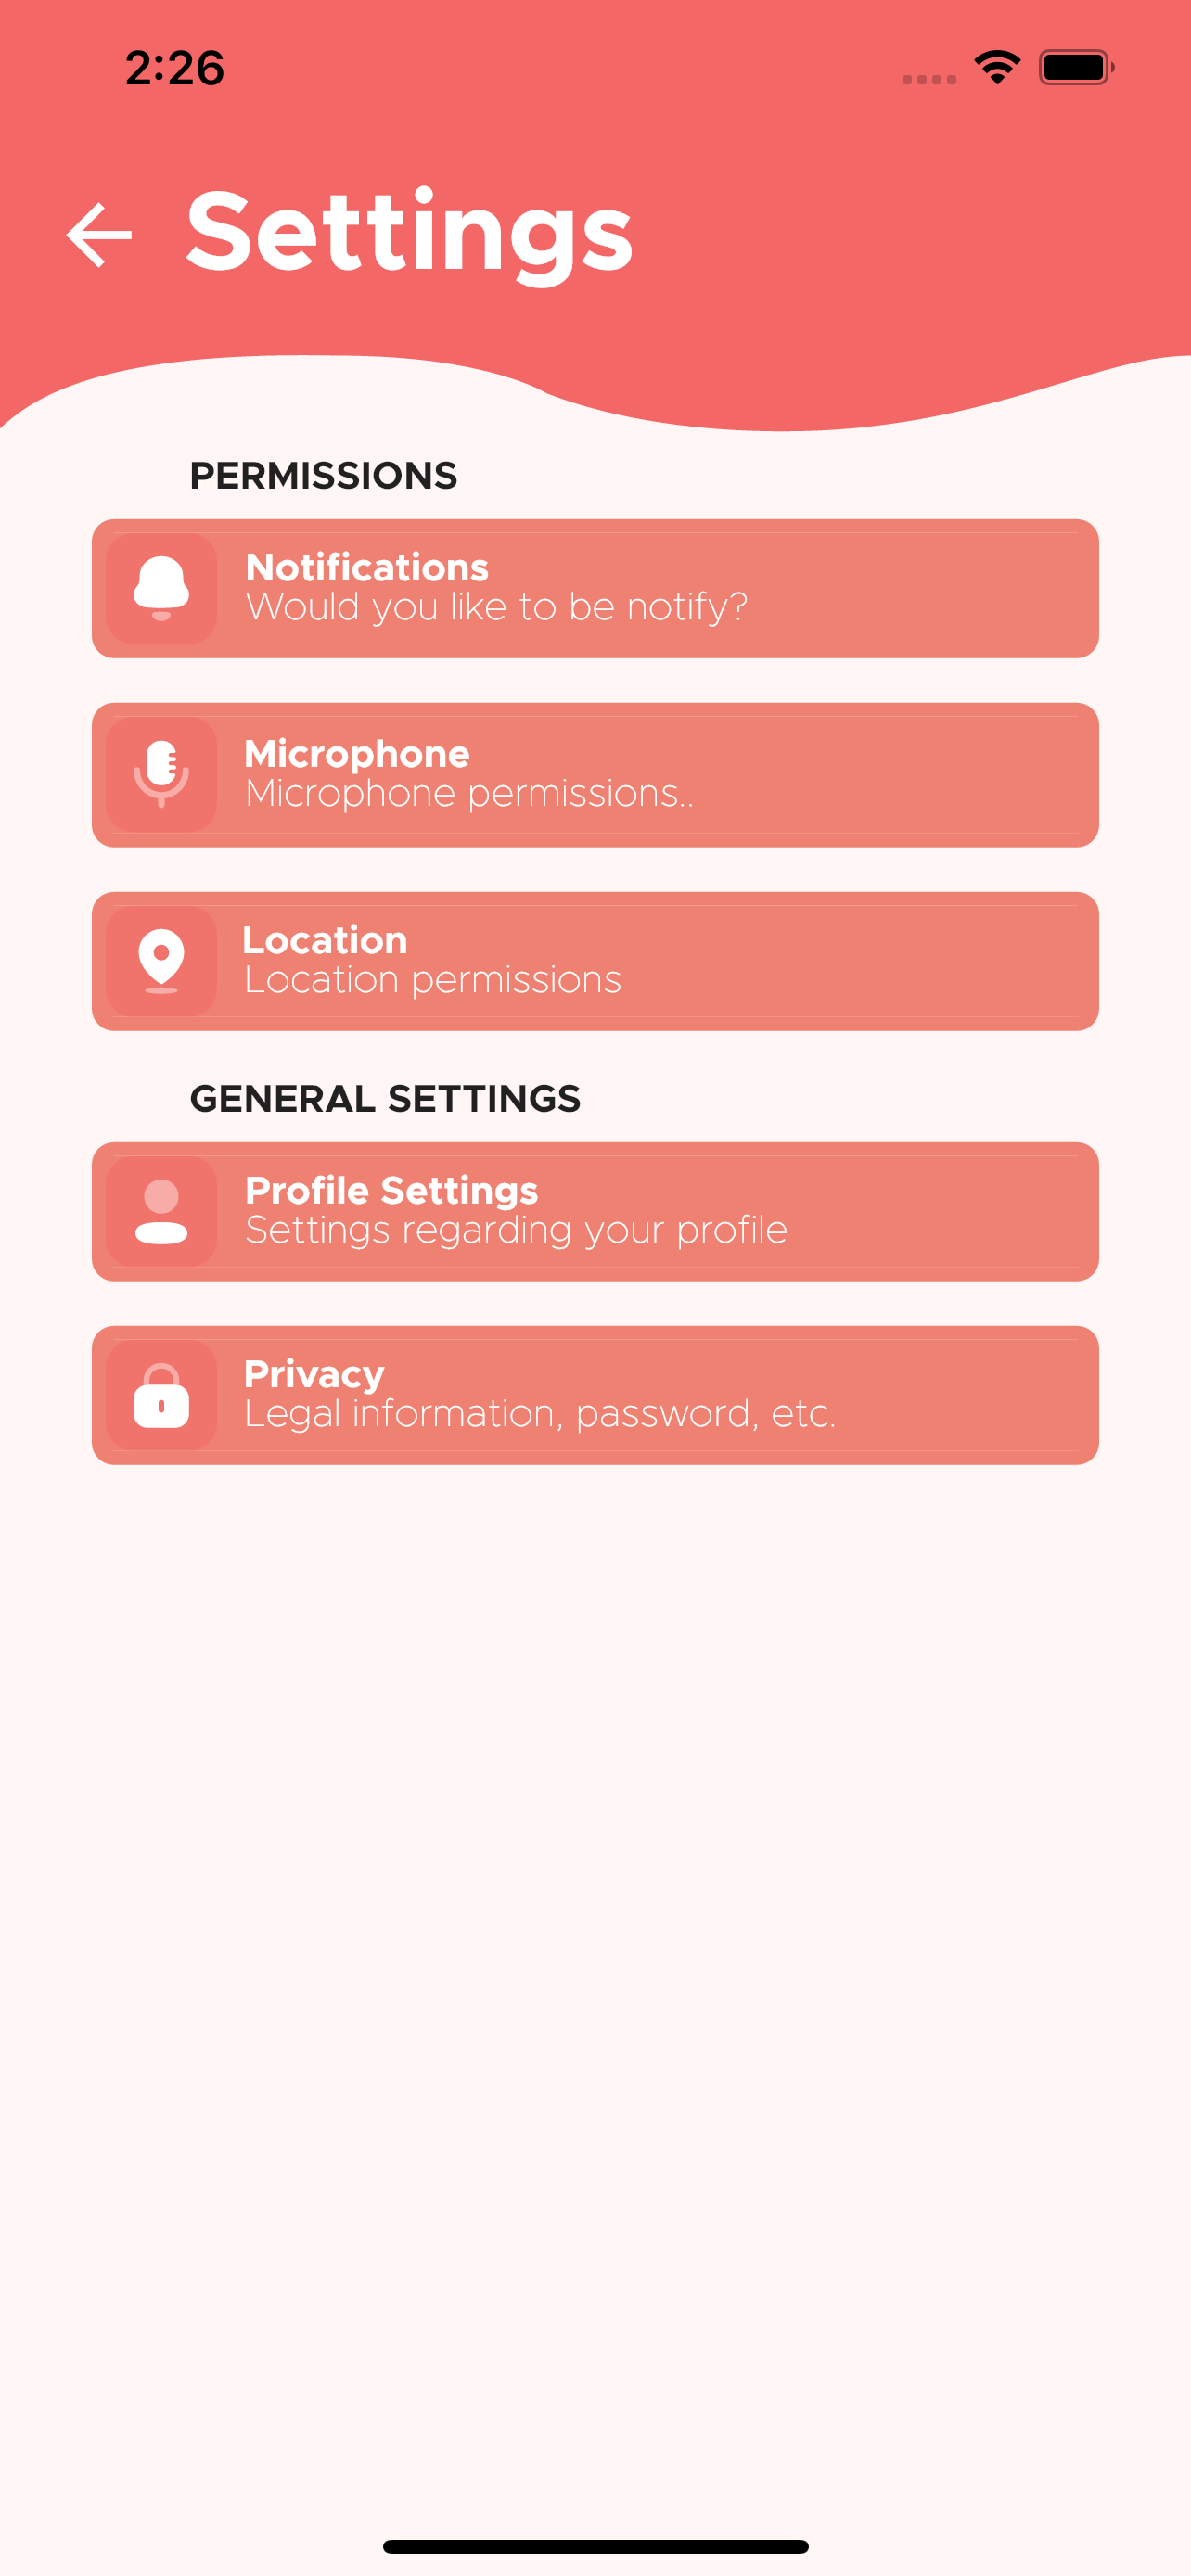 2:26
Settings
PERMISSIONS
Notifications
Would you like to be notify?
Microphone
Microphone permissions..
Location
Location permissions
GENERAL SETTINGS
Profile Settings
Settings regarding your profile
Privacy
Legal information, password, etc.